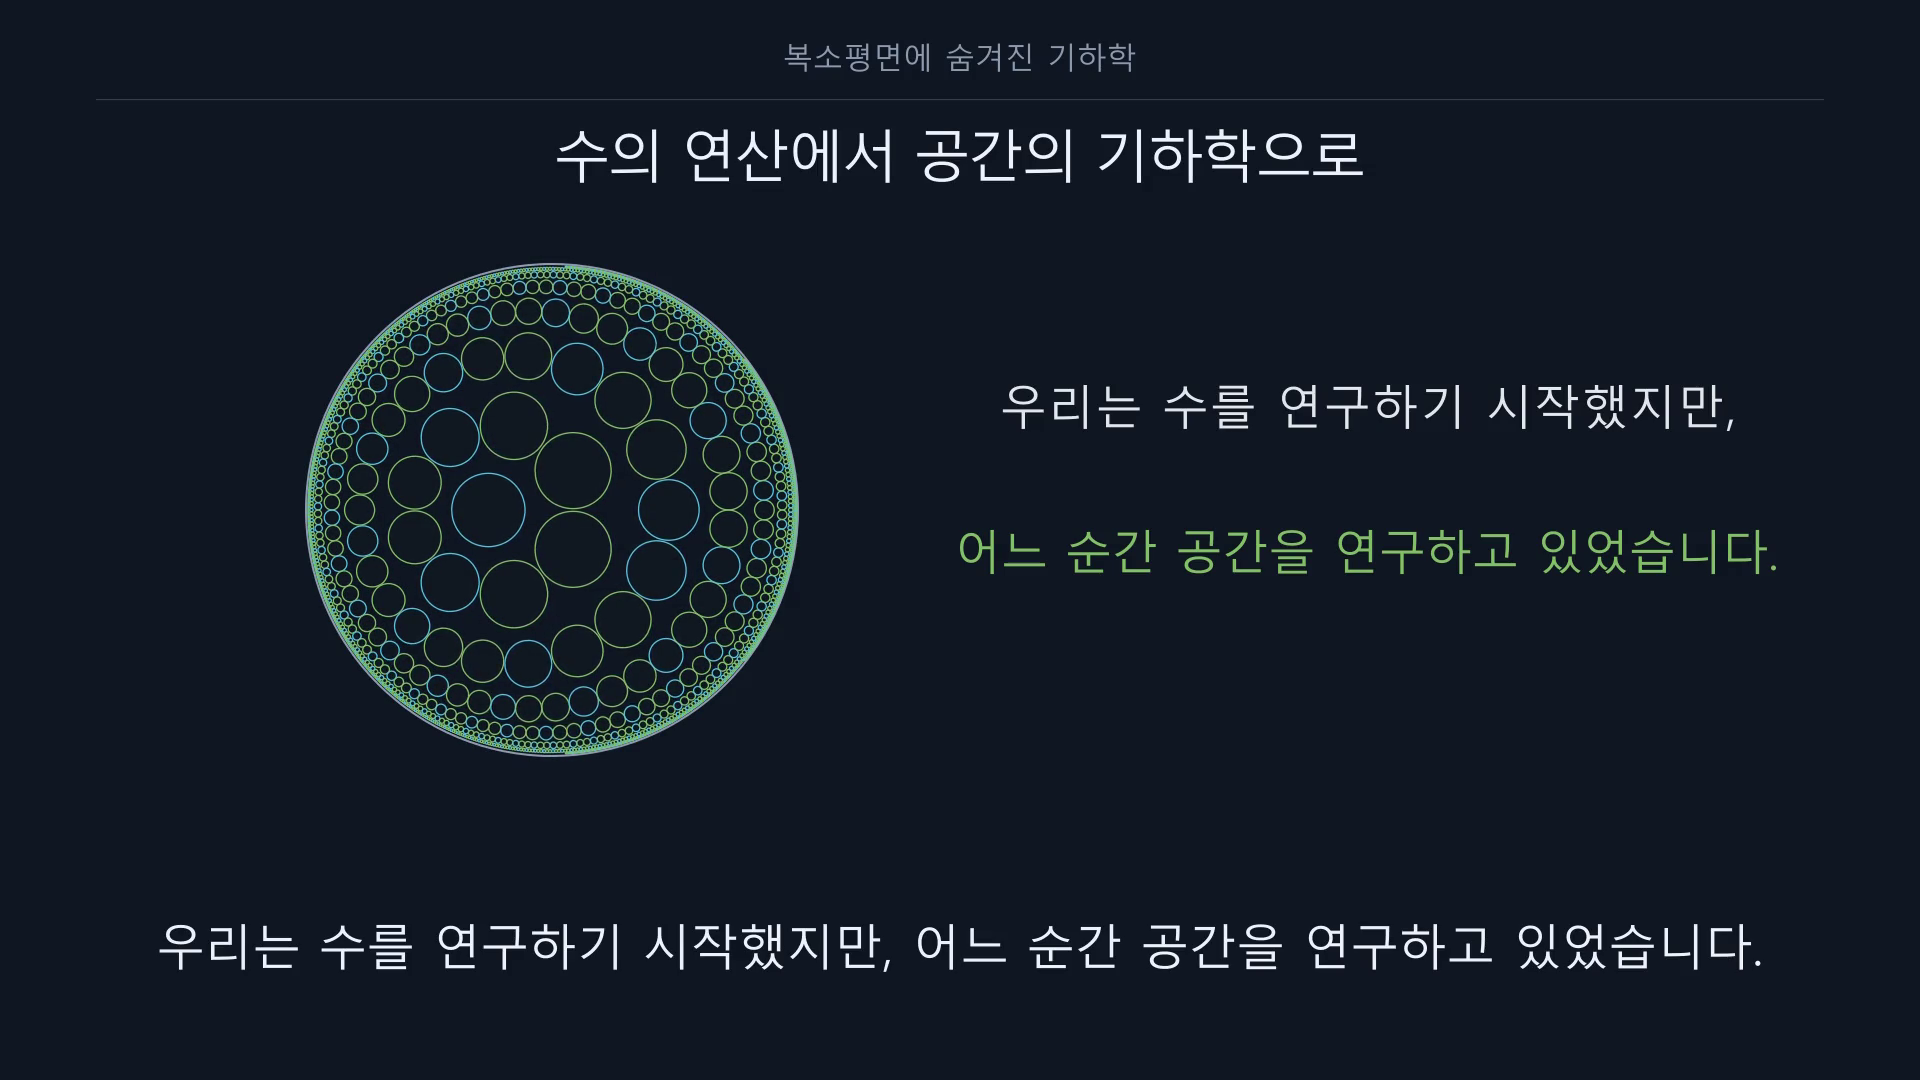 복소평면에 숨겨진 기하학
수의 연산에서 공간의 기하학으로
우리는 수를 연구하기 시작했지만,
어느 순간 공간을 연구하고 있었습니다.
우리는 수를 연구하기 시작했지만, 어느 순간 공간을 연구하고 있었습니다.